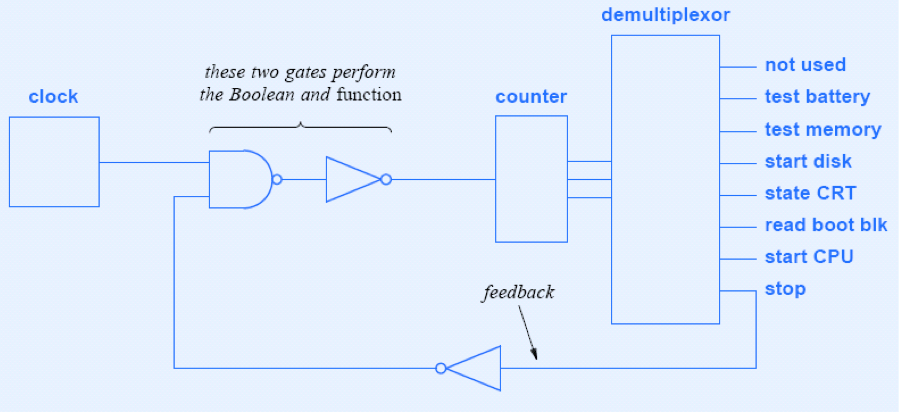 demultiplexor
these two gates perform
the Boolean and function
clock
counter
not used
test battery
test memory
start disk
state CRT
read boot blk
start CPU
stop
feedback